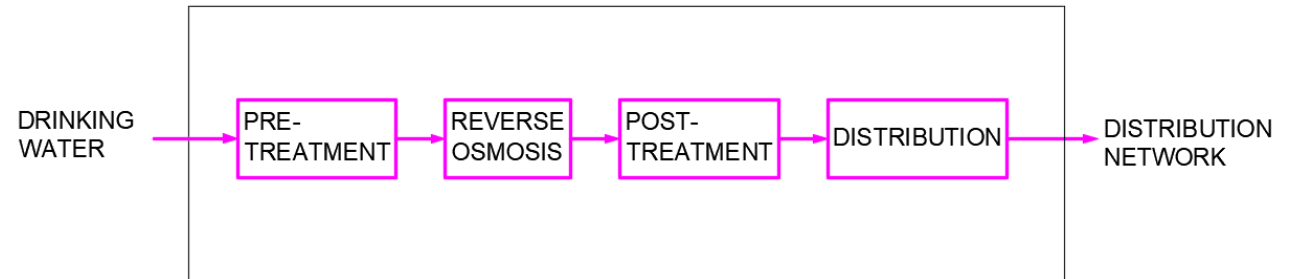 DRINKING
WATER
PRE-
TREATMENT
REVERSE
OSMOSIS
POST-
TREATMENT
DISTRIBUTION
DISTRIBUTION
NETWORK